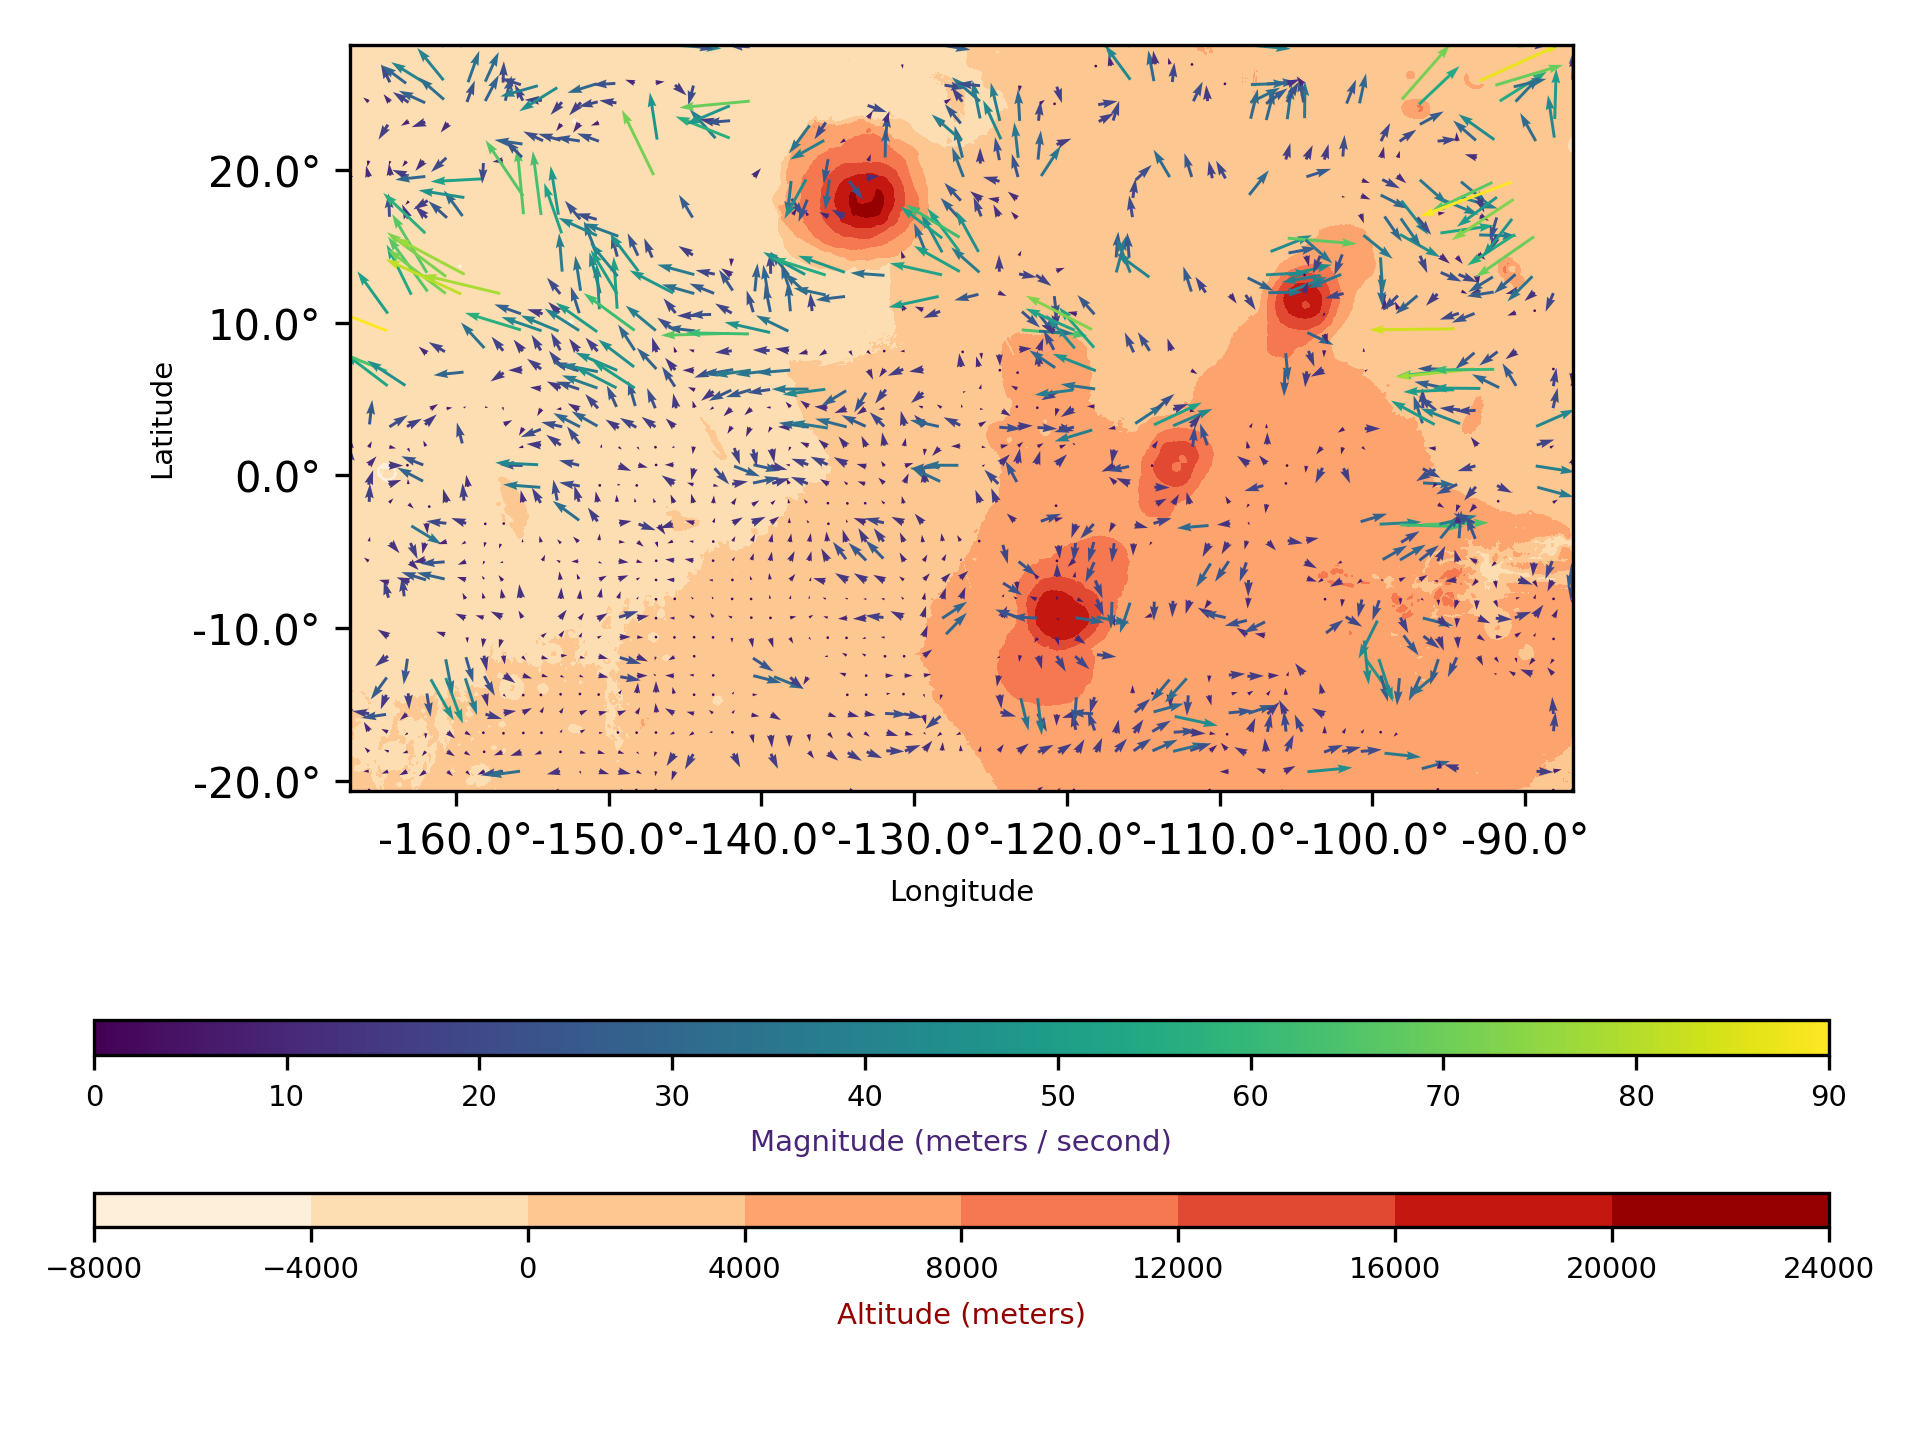 20.0°
10.0°
0.0°
-10.0°
-20.0°
Latitude
-160.0° -150.0° -140.0° -130.0° -120.0° -110.0° -100.0° -90.0°
Longitude
0 10 20 30 40 50 60 70 80 90
Magnitude (meters / second)
−8000 −4000 0 4000 8000 12000 16000 20000 24000
Altitude (meters)